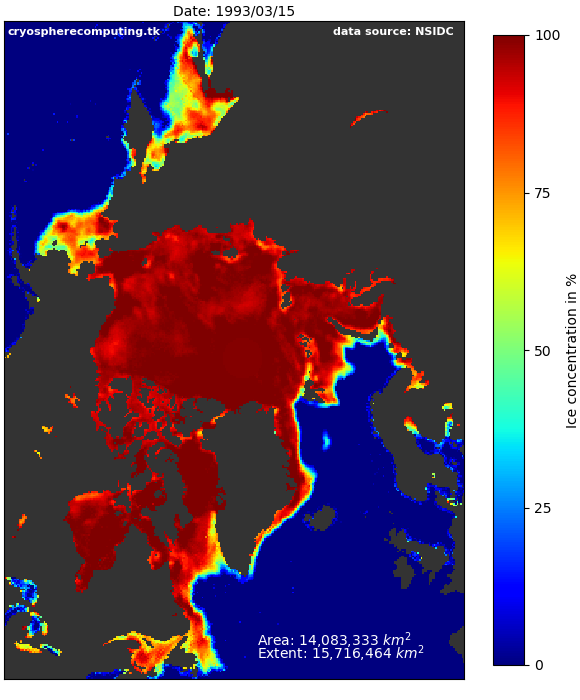 Date: 1993/03/15
cryospherecomputing.tk
data source: NSIDC
100
75
50
25
0
Ice concentration in %
Area: 14,083,333 km²
Extent: 15,716,464 km²